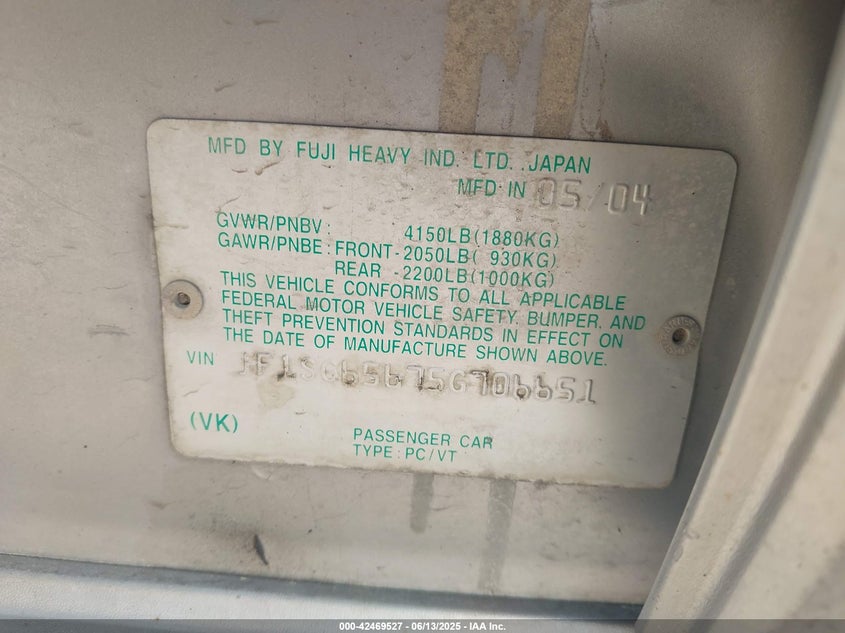 MFD BY FUJI HEAVY IND. LTD. JAPAN
MFD IN 05/04
GVWR/PNBV : 4150LB(1880KG)
GAWR/PNBE : FRONT-2050LB( 930KG)
REAR -2200LB(1000KG)
THIS VEHICLE CONFORMS TO ALL APPLICABLE
FEDERAL MOTOR VEHICLE SAFETY, BUMPER, AND
THEFT PREVENTION STANDARDS IN EFFECT ON
THE DATE OF MANUFACTURE SHOWN ABOVE.
VIN JF1SG65675G706651
(VK)
PASSENGER CAR
TYPE : PC/VT
000-42469527 - 06/13/2025 - IAA Inc.